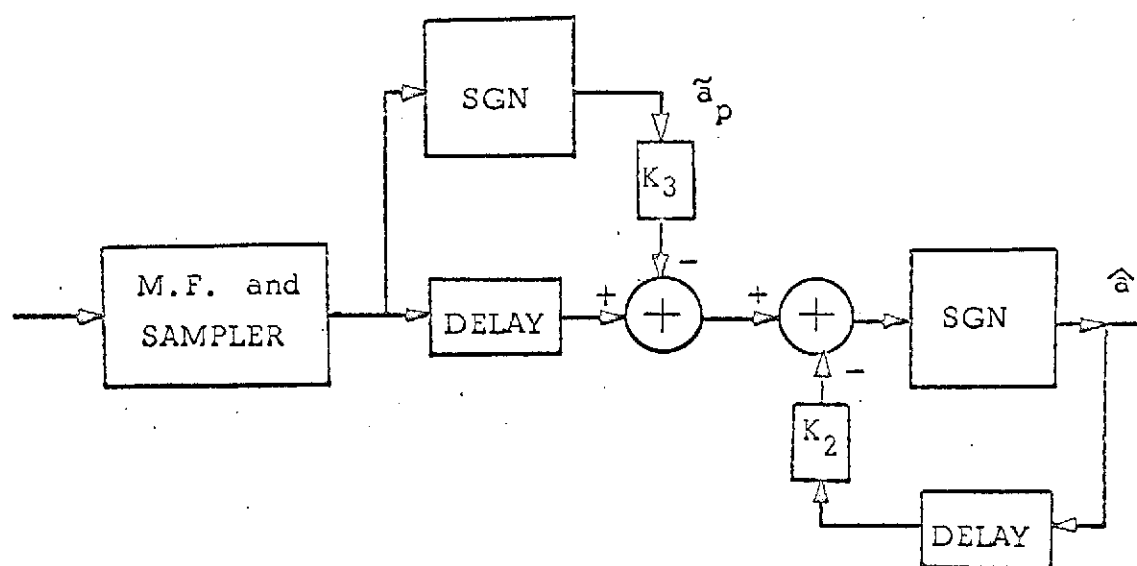 SGN
ã_p
K_3
−
M.F. and
SAMPLER
+
DELAY
+
+
+
−
SGN
â
K_2
DELAY